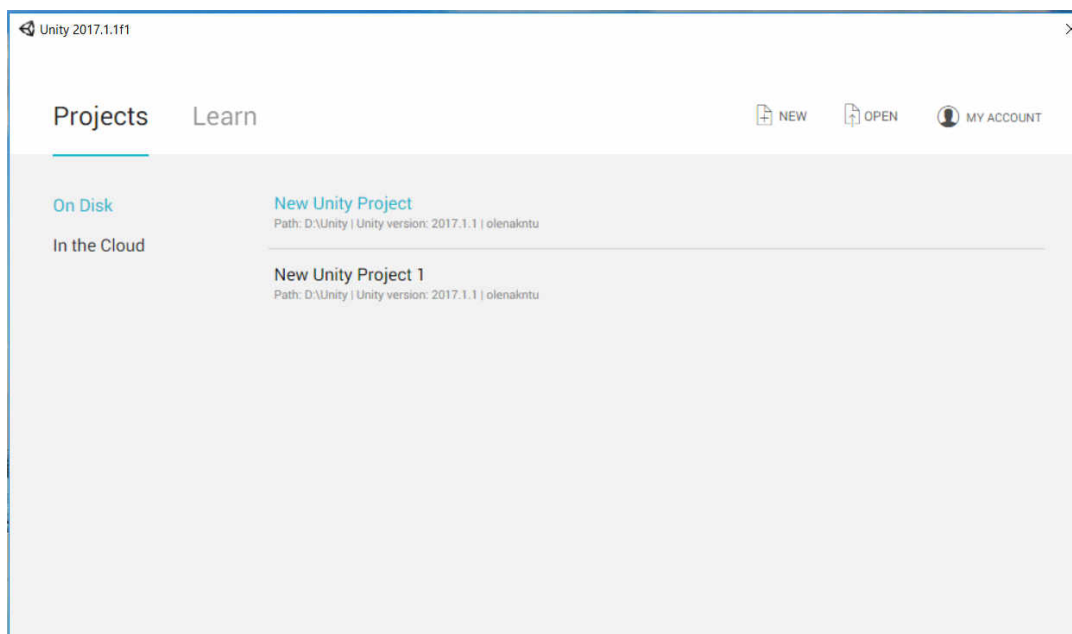 Unity 2017.1.1f1
Projects Learn NEW OPEN MY ACCOUNT
On Disk
In the Cloud
New Unity Project
Path: D:\Unity | Unity version: 2017.1.1 | olenakntu
New Unity Project 1
Path: D:\Unity | Unity version: 2017.1.1 | olenakntu